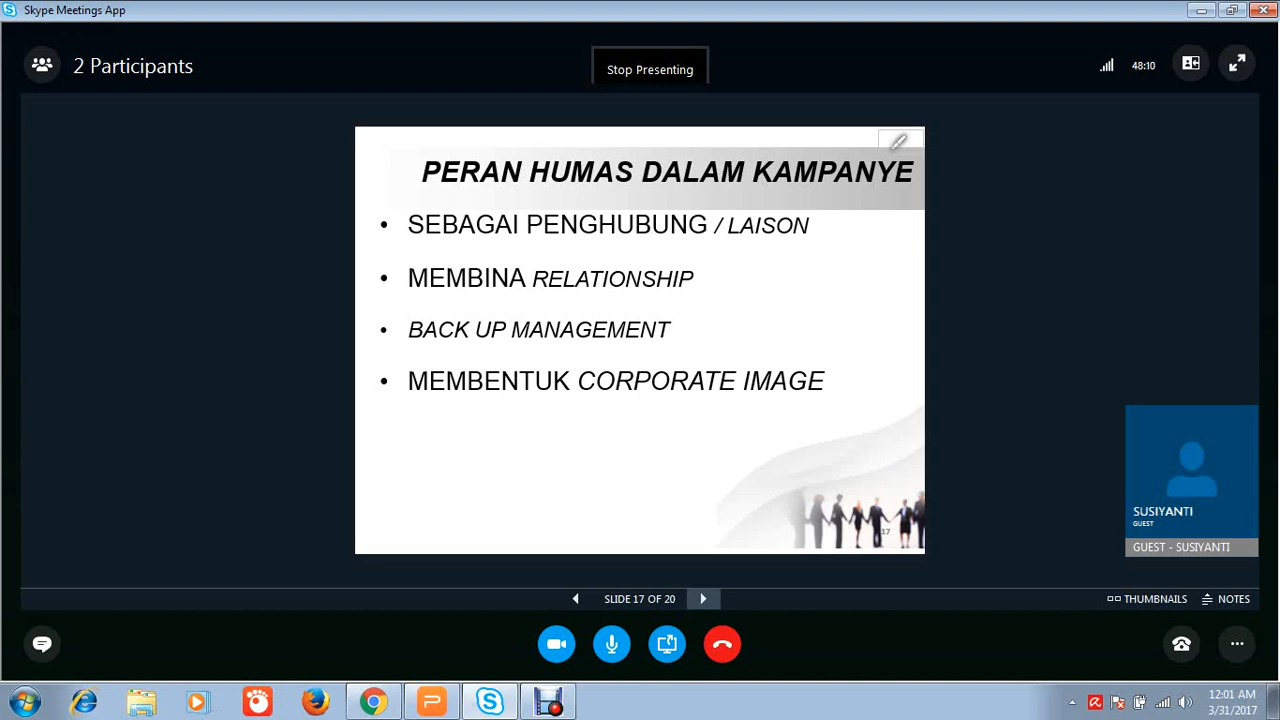 Skype Meetings App
2 Participants
Stop Presenting
48:10
PERAN HUMAS DALAM KAMPANYE
• SEBAGAI PENGHUBUNG / LAISON
• MEMBINA RELATIONSHIP
• BACK UP MANAGEMENT
• MEMBENTUK CORPORATE IMAGE
17
SUSIYANTI
GUEST
GUEST - SUSIYANTI
SLIDE 17 OF 20
THUMBNAILS
NOTES
12:01 AM
3/31/2017